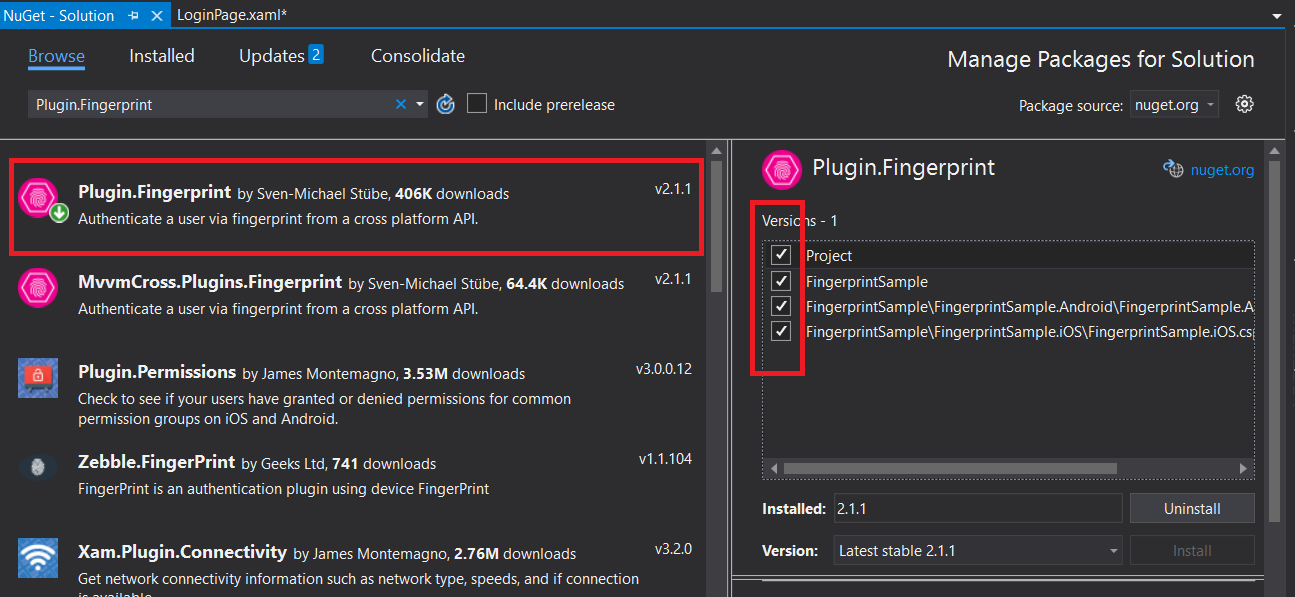 NuGet - Solution
LoginPage.xaml*
Browse
Installed
Updates 2
Consolidate
Manage Packages for Solution
Plugin.Fingerprint
Include prerelease
Package source: nuget.org
Plugin.Fingerprint by Sven-Michael Stübe, 406K downloads
v2.1.1
Authenticate a user via fingerprint from a cross platform API.
MvvmCross.Plugins.Fingerprint by Sven-Michael Stübe, 64.4K downloads
v2.1.1
Authenticate a user via fingerprint from a cross platform API.
Plugin.Permissions by James Montemagno, 3.53M downloads
v3.0.0.12
Check to see if your users have granted or denied permissions for common
permission groups on iOS and Android.
Zebble.FingerPrint by Geeks Ltd, 741 downloads
v1.1.104
FingerPrint is an authentication plugin using device FingerPrint
Xam.Plugin.Connectivity by James Montemagno, 2.76M downloads
v3.2.0
Get network connectivity information such as network type, speeds, and if connection
is available.
Plugin.Fingerprint
nuget.org
Versions - 1
Project
FingerprintSample
FingerprintSample\FingerprintSample.Android\FingerprintSample.A
FingerprintSample\FingerprintSample.iOS\FingerprintSample.iOS.csp
Installed: 2.1.1
Uninstall
Version: Latest stable 2.1.1
Install